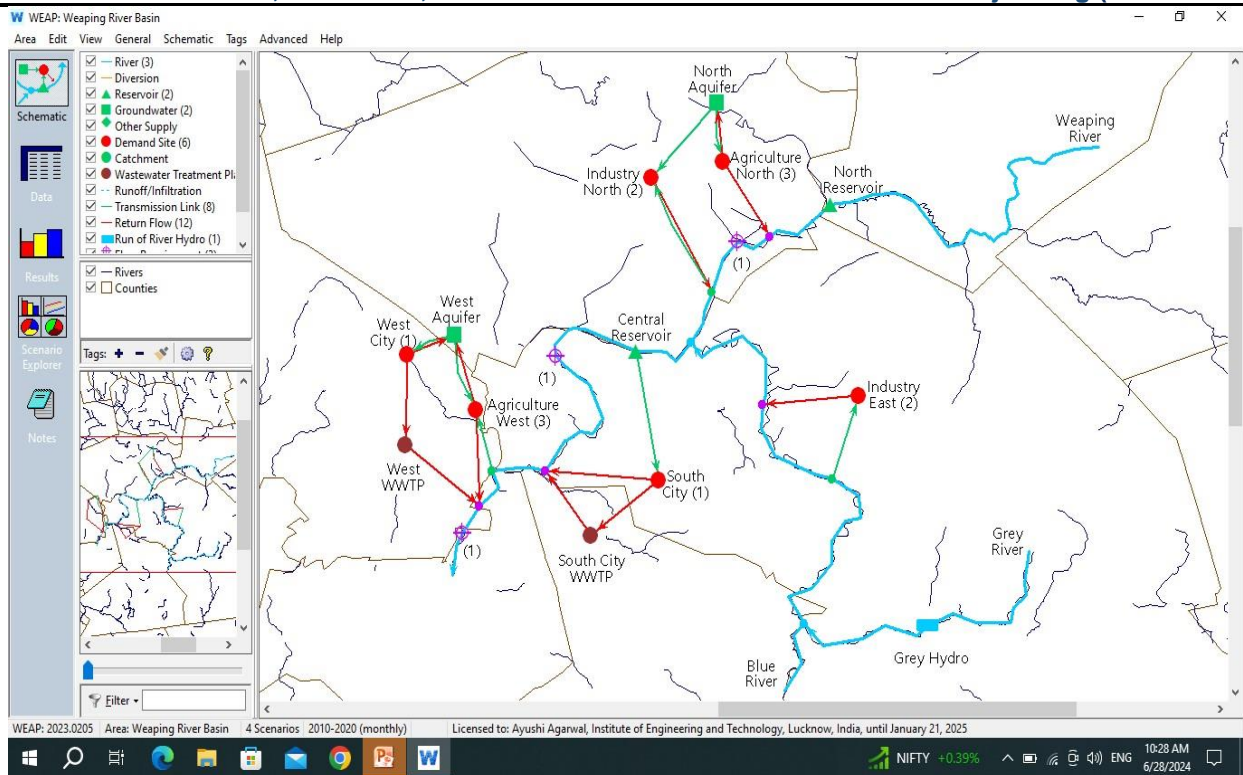 WEAP: Weaping River Basin
Area Edit View General Schematic Tags Advanced Help
Schematic
Data
Results
Scenario
Explorer
Notes
River (3)
Diversion
Reservoir (2)
Groundwater (2)
Other Supply
Demand Site (6)
Catchment
Wastewater Treatment Pl
Runoff/Infiltration
Transmission Link (8)
Return Flow (12)
Run of River Hydro (1)
Rivers
Counties
Tags:
Filter
North
Aquifer
Weaping
River
Industry
North (2)
Agriculture
North (3)
North
Reservoir
(1)
West
Aquifer
West
City (1)
Central
Reservoir
(1)
Agriculture
West (3)
Industry
East (2)
West
WWTP
South
City (1)
(1)
South City
WWTP
Grey
River
Grey Hydro
Blue
River
WEAP: 2023.0205 Area: Weaping River Basin 4 Scenarios 2010-2020 (monthly) Licensed to: Ayushi Agarwal, Institute of Engineering and Technology, Lucknow, India, until January 21, 2025
NIFTY +0.39% ENG 10:28 AM
6/28/2024